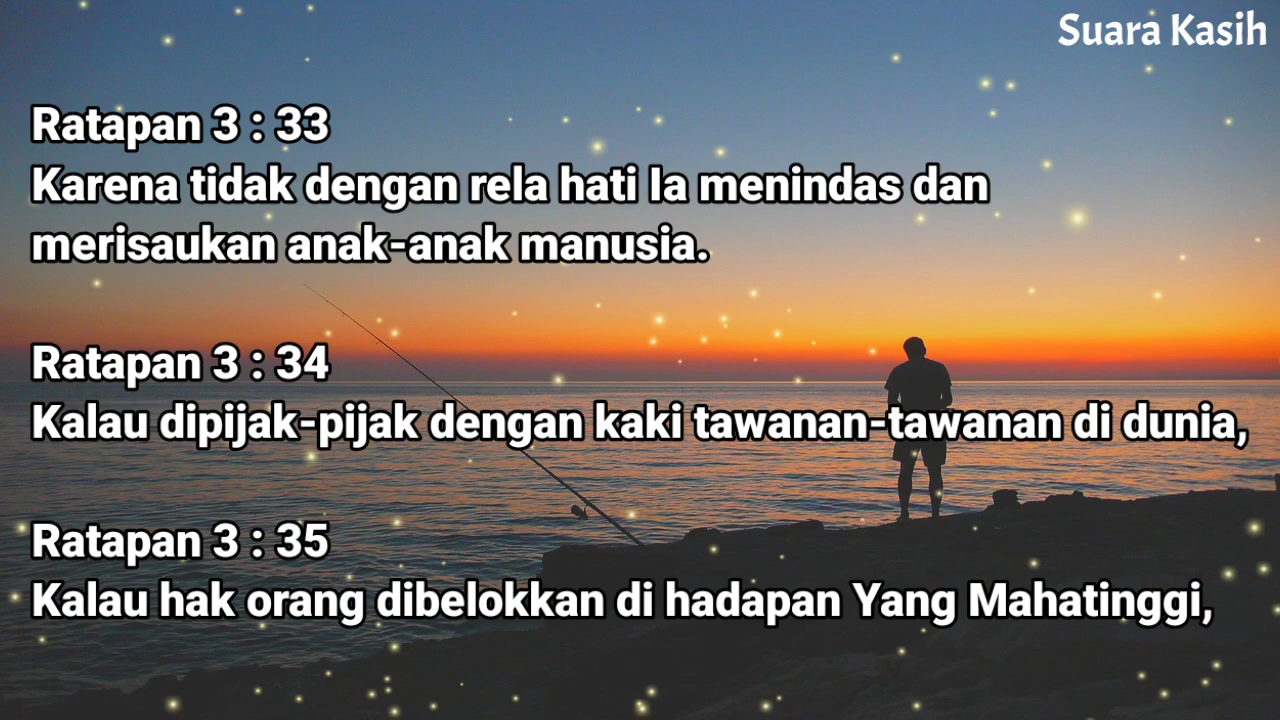 Suara Kasih
Ratapan 3 : 33
Karena tidak dengan rela hati Ia menindas dan
merisaukan anak-anak manusia.
Ratapan 3 : 34
Kalau dipijak-pijak dengan kaki tawanan-tawanan di dunia,
Ratapan 3 : 35
Kalau hak orang dibelokkan di hadapan Yang Mahatinggi,